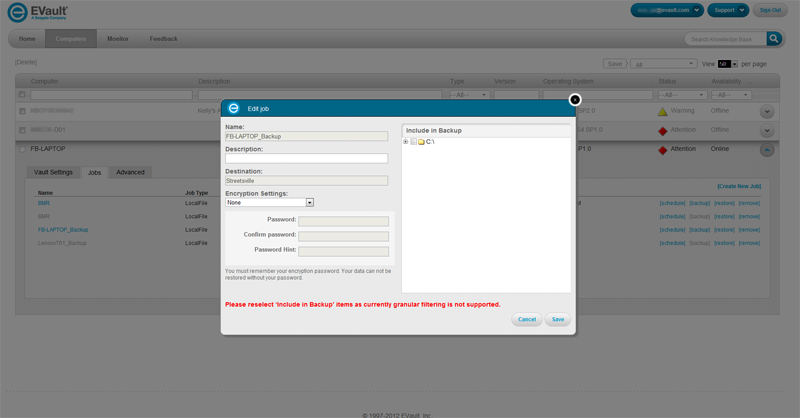 EVault®
A Seagate Company
@evault.com
Support
Sign Out
Home Computers Monitor Feedback
Search Knowledge Base
[Delete]
Save All View per page
Computer Description Type Version Operating System Status Availability
--All-- --All-- --All--
Kelly's SP2.0 Warning Offline
-D01 SP1.0 Attention Offline
FB-LAPTOP SP1.0 Attention Online
Vault Settings Jobs Advanced
[Create New Job]
Name Job Type
BMR LocalFile [schedule] [backup] [restore] [remove]
BMR LocalFile [schedule] [backup] [restore] [remove]
FB-LAPTOP_Backup LocalFile [schedule] [backup] [restore] [remove]
LocalFile [schedule] [backup] [restore] [remove]
Edit job
Name:
FB-LAPTOP_Backup
Description:
Destination:
Streetsville
Encryption Settings:
None
Password:
Confirm password:
Password Hint:
You must remember your encryption password. Your data can not be
restored without your password.
Include in Backup
C:\
Please reselect 'Include in Backup' items as currently granular filtering is not supported.
Cancel Save
© 1997-2012 EVault, Inc.